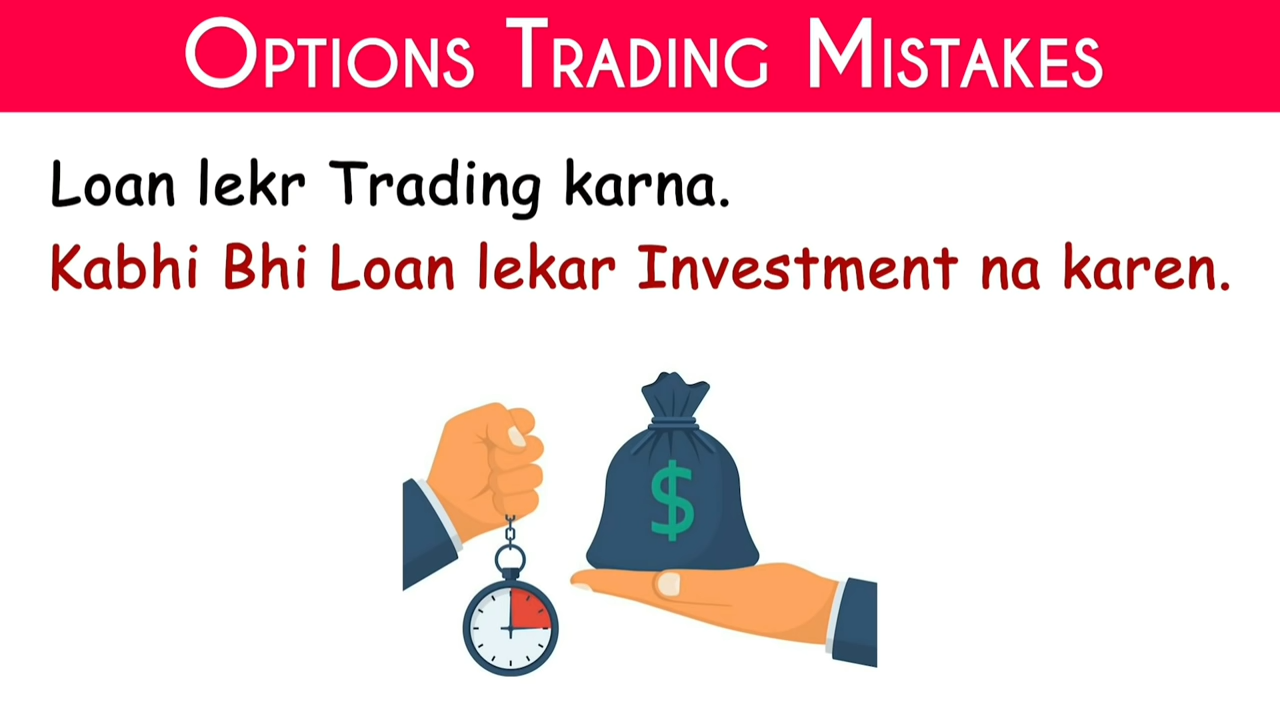 Options Trading Mistakes
Loan lekr Trading karna.
Kabhi Bhi Loan lekar Investment na karen.
$